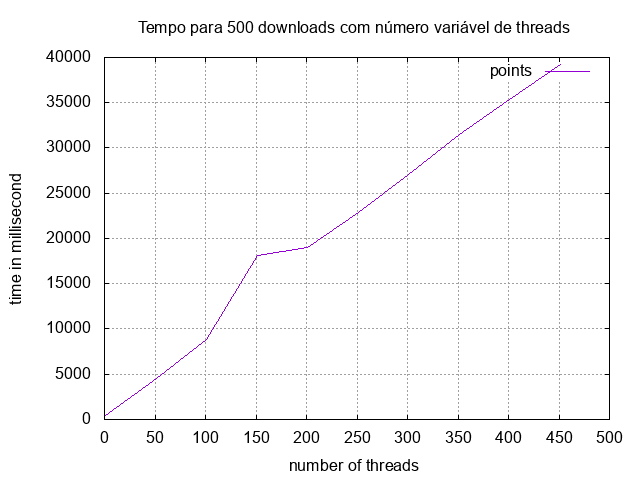 Tempo para 500 downloads com número variável de threads
points
40000
35000
30000
25000
20000
15000
10000
5000
0
time in millisecond
0 50 100 150 200 250 300 350 400 450 500
number of threads